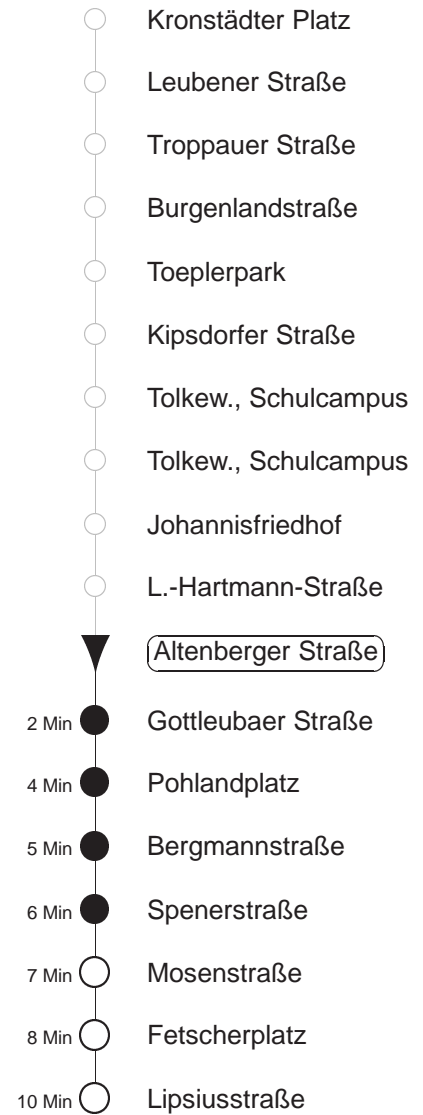 Kronstädter Platz
Leubener Straße
Troppauer Straße
Burgenlandstraße
Toeplerpark
Kipsdorfer Straße
Tolkew., Schulcampus
Tolkew., Schulcampus
Johannisfriedhof
L.-Hartmann-Straße
Altenberger Straße
2 Min Gottleubaer Straße
4 Min Pohlandplatz
5 Min Bergmannstraße
6 Min Spenerstraße
7 Min Mosenstraße
8 Min Fetscherplatz
10 Min Lipsiusstraße